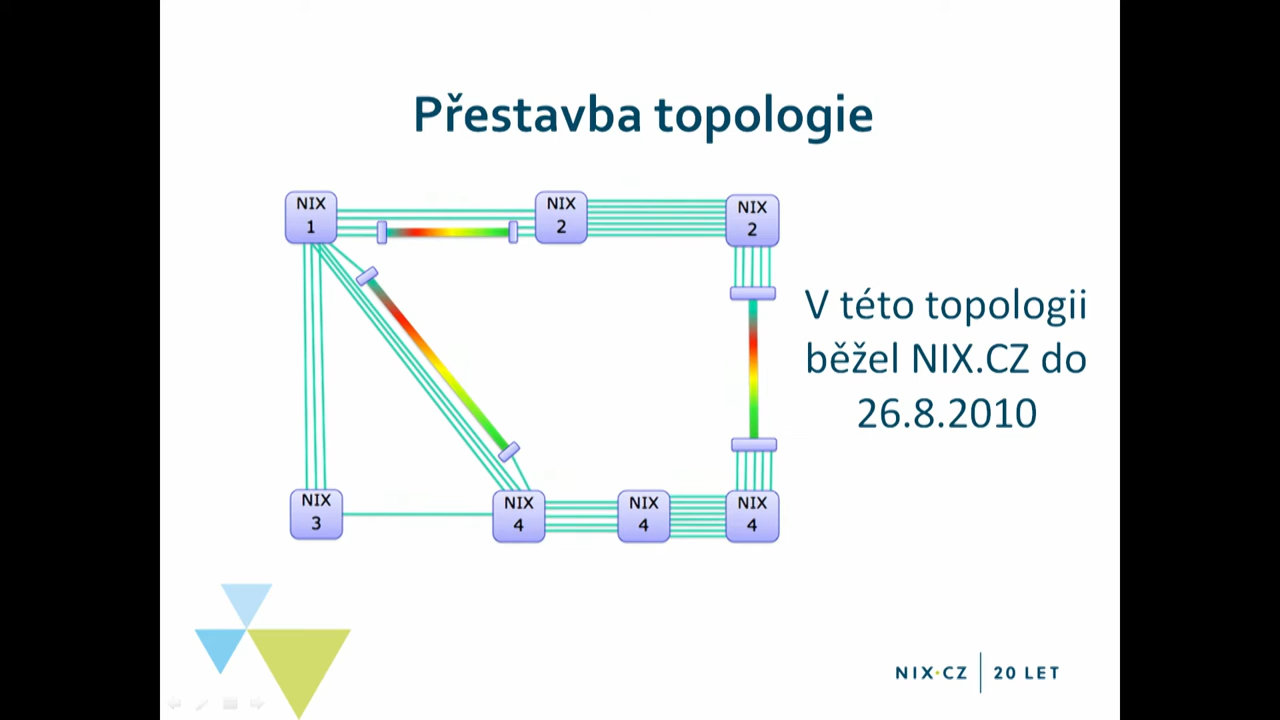 Přestavba topologie
NIX
1
NIX
2
NIX
2
V této topologii
běžel NIX.CZ do
26.8.2010
NIX
3
NIX
4
NIX
4
NIX
4
NIX.CZ | 20 LET